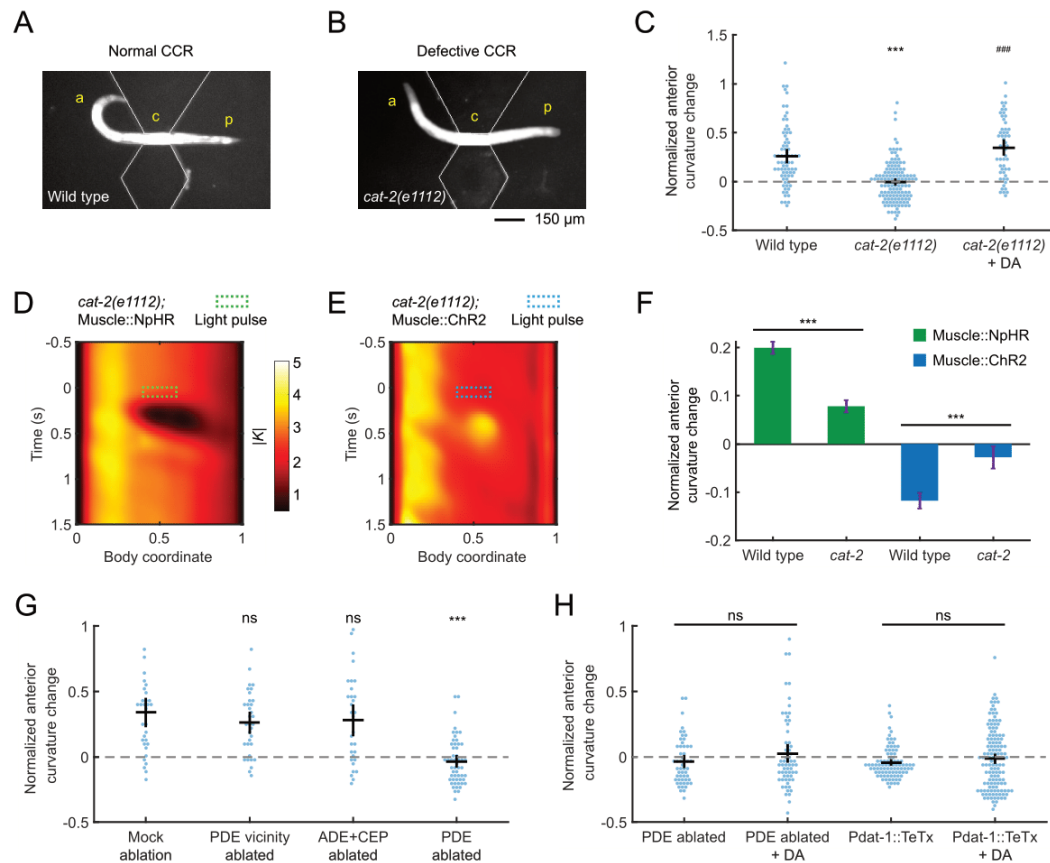 A
Normal CCR
a
c
p
Wild type
B
Defective CCR
a
c
p
cat-2(e1112)
150 µm
C
Normalized anterior
curvature change
1.5
1
0.5
0
-0.5
***
###
Wild type
cat-2(e1112)
cat-2(e1112)
+ DA
D
cat-2(e1112);
Muscle::NpHR
Light pulse
Time (s)
-0.5
0
0.5
1
1.5
0
0.5
1
Body coordinate
|K|
5
4
3
2
1
E
cat-2(e1112);
Muscle::ChR2
Light pulse
Time (s)
-0.5
0
0.5
1
1.5
0
0.5
1
Body coordinate
F
Normalized anterior
curvature change
0.2
0.1
0
-0.1
-0.2
***
***
Muscle::NpHR
Muscle::ChR2
Wild type
cat-2
Wild type
cat-2
G
Normalized anterior
curvature change
1
0.5
0
-0.5
ns
ns
***
Mock
ablation
PDE vicinity
ablated
ADE+CEP
ablated
PDE
ablated
H
Normalized anterior
curvature change
1
0.5
0
-0.5
ns
ns
PDE ablated
PDE ablated
+ DA
Pdat-1::TeTx
Pdat-1::TeTx
+ DA